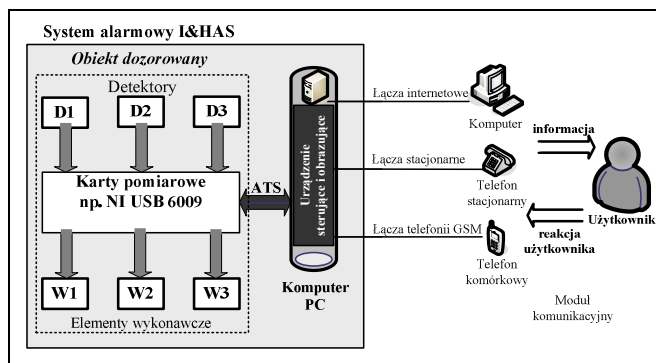 System alarmowy I&HAS
Obiekt dozorowany
Detektory
D1
D2
D3
Karty pomiarowe
np. NI USB 6009
W1
W2
W3
Elementy wykonawcze
ATS
Urządzenie
sterujące i obrazujące
Komputer
PC
Łącza internetowe
Komputer
Łącza stacjonarne
Telefon
stacjonarny
Łącza telefonii GSM
Telefon
komórkowy
informacja
Użytkownik
reakcja
użytkownika
Moduł
komunikacyjny